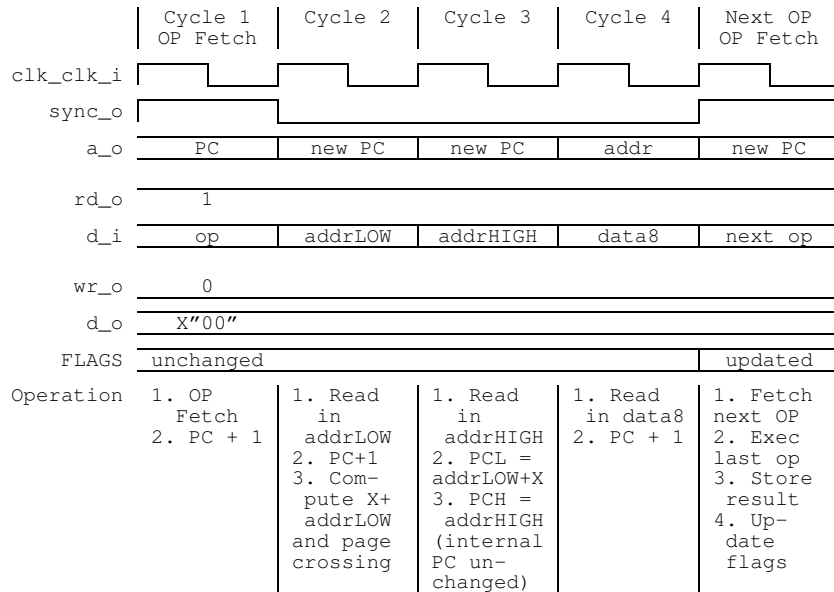 Cycle 1 Cycle 2 Cycle 3 Cycle 4 Next OP
OP Fetch OP Fetch
clk_clk_i
sync_o
a_o PC new PC new PC addr new PC
rd_o 1
d_i op addrLOW addrHIGH data8 next op
wr_o 0
d_o X"00"
FLAGS unchanged updated
Operation 1. OP 1. Read 1. Read 1. Read 1. Fetch
Fetch in in in data8 next OP
2. PC + 1 addrLOW addrHIGH 2. PC + 1 2. Exec
2. PC+1 2. PCL = last op
3. Com- addrLOW+X 3. Store
pute X+ 3. PCH = result
addrLOW addrHIGH 4. Up-
and page (internal date
crossing PC un- flags
changed)